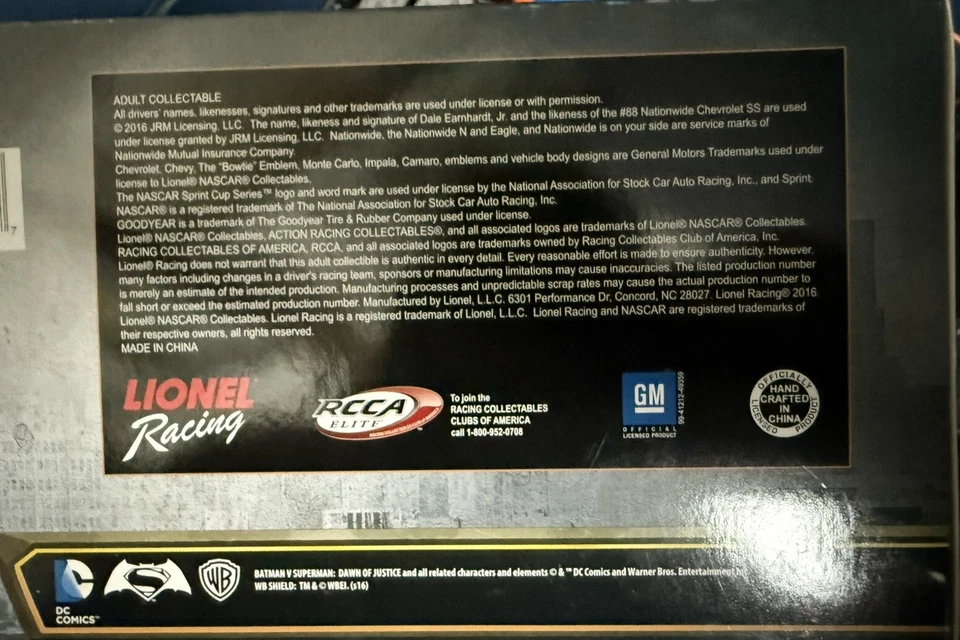 7
ADULT COLLECTABLE
All drivers' names, likenesses, signatures and other trademarks are used under license or with permission.
© 2016 JRM Licensing, LLC. The name, likeness and signature of Dale Earnhardt, Jr. and the likeness of the #88 Nationwide Chevrolet SS are used
under license granted by JRM Licensing, LLC. Nationwide, the Nationwide N and Eagle, and Nationwide is on your side are service marks of
Nationwide Mutual Insurance Company.
Chevrolet, Chevy, The "Bowtie" Emblem, Monte Carlo, Impala, Camaro, emblems and vehicle body designs are General Motors Trademarks used under
license to Lionel® NASCAR® Collectables.
The NASCAR Sprint Cup Series™ logo and word mark are used under license by the National Association for Stock Car Auto Racing, Inc., and Sprint.
NASCAR® is a registered trademark of The National Association for Stock Car Auto Racing, Inc.
GOODYEAR is a trademark of The Goodyear Tire & Rubber Company used under license.
Lionel® NASCAR® Collectables, ACTION RACING COLLECTABLES®, and all associated logos are trademarks of Lionel® NASCAR® Collectables.
RACING COLLECTABLES OF AMERICA, RCCA, and all associated logos are trademarks owned by Racing Collectables Club of America, Inc.
Lionel® Racing does not warrant that this adult collectible is authentic in every detail. Every reasonable effort is made to ensure authenticity. However,
many factors including changes in a driver's racing team, sponsors or manufacturing limitations may cause inaccuracies. The listed production number
is merely an estimate of the intended production. Manufacturing processes and unpredictable scrap rates may cause the actual production number to
fall short or exceed the estimated production number. Manufactured by Lionel, L.L.C. 6301 Performance Dr, Concord, NC 28027. Lionel Racing® 2016
Lionel® NASCAR® Collectables. Lionel Racing is a registered trademark of Lionel, L.L.C. Lionel Racing and NASCAR are registered trademarks of
their respective owners, all rights reserved.
MADE IN CHINA
LIONEL
Racing
RCCA
ELITE
To join the
RACING COLLECTABLES
CLUBS OF AMERICA
call 1-800-952-0708
GM
OFFICIAL
LICENSED PRODUCT
99-41212-49359
OFFICIALLY
HAND
CRAFTED
IN
CHINA
LICENSED PRODUCT
DC
COMICS™
WB
BATMAN V SUPERMAN: DAWN OF JUSTICE and all related characters and elements © & ™ DC Comics and Warner Bros. Entertainment
WB SHIELD: TM & © WBEI. (s16)